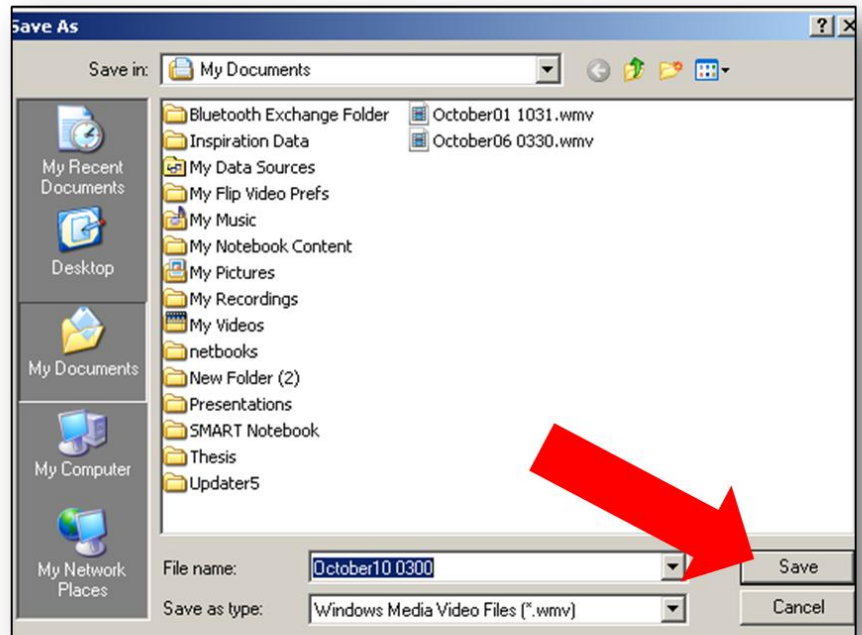 Save As
Save in: My Documents
My Recent
Documents
Desktop
My Documents
My Computer
My Network
Places
Bluetooth Exchange Folder
Inspiration Data
My Data Sources
My Flip Video Prefs
My Music
My Notebook Content
My Pictures
My Recordings
My Videos
netbooks
New Folder (2)
Presentations
SMART Notebook
Thesis
Updater5
October01 1031.wmv
October06 0330.wmv
File name: October10 0300
Save
Save as type: Windows Media Video Files (*.wmv)
Cancel